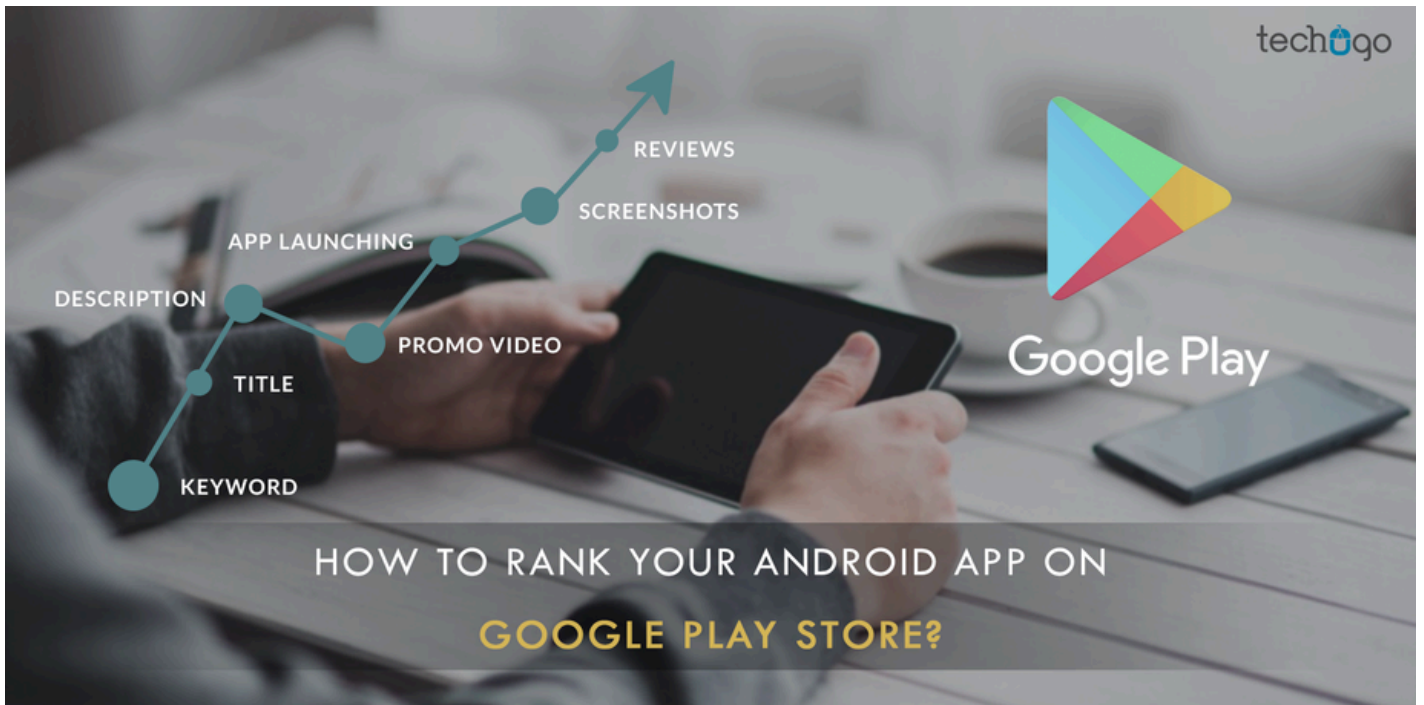 techugo
REVIEWS
SCREENSHOTS
APP LAUNCHING
DESCRIPTION
PROMO VIDEO
TITLE
KEYWORD
Google Play
HOW TO RANK YOUR ANDROID APP ON
GOOGLE PLAY STORE?